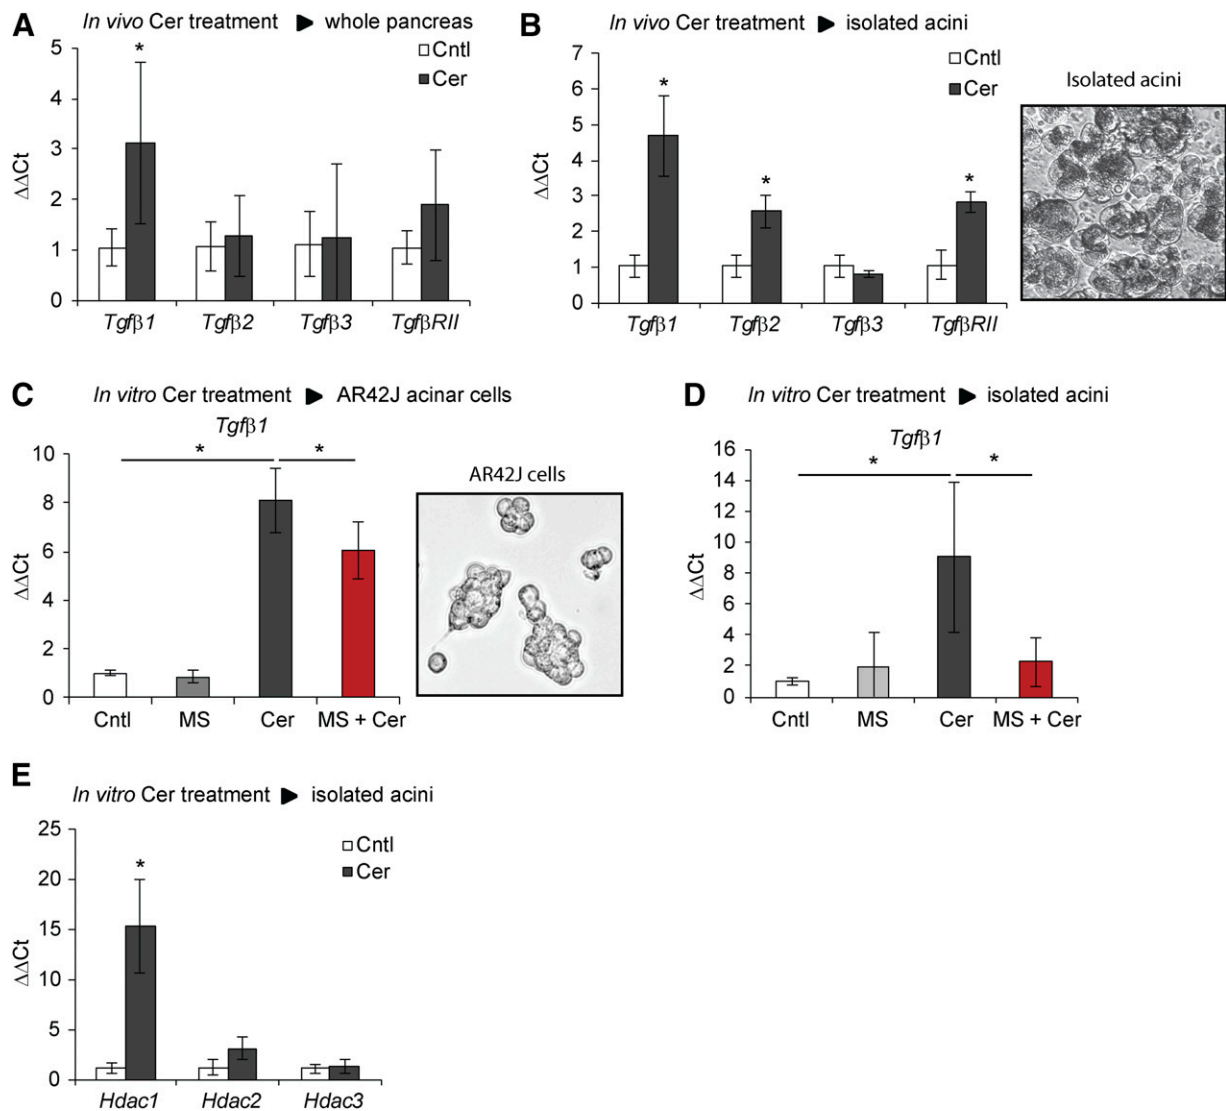 A
In vivo Cer treatment ► whole pancreas
Cntl
Cer
*
5
4
3
2
1
0
ΔΔCt
Tgfβ1 Tgfβ2 Tgfβ3 TgfβRII
B
In vivo Cer treatment ► isolated acini
Cntl
Cer
Isolated acini
* * *
7
6
5
4
3
2
1
0
ΔΔCt
Tgfβ1 Tgfβ2 Tgfβ3 TgfβRII
C
In vitro Cer treatment ► AR42J acinar cells
Tgfβ1
* *
10
8
6
4
2
0
ΔΔCt
Cntl MS Cer MS + Cer
AR42J cells
D
In vitro Cer treatment ► isolated acini
Tgfβ1
* *
16
14
12
10
8
6
4
2
0
ΔΔCt
Cntl MS Cer MS + Cer
E
In vitro Cer treatment ► isolated acini
Cntl
Cer
*
25
20
15
10
5
0
ΔΔCt
Hdac1 Hdac2 Hdac3